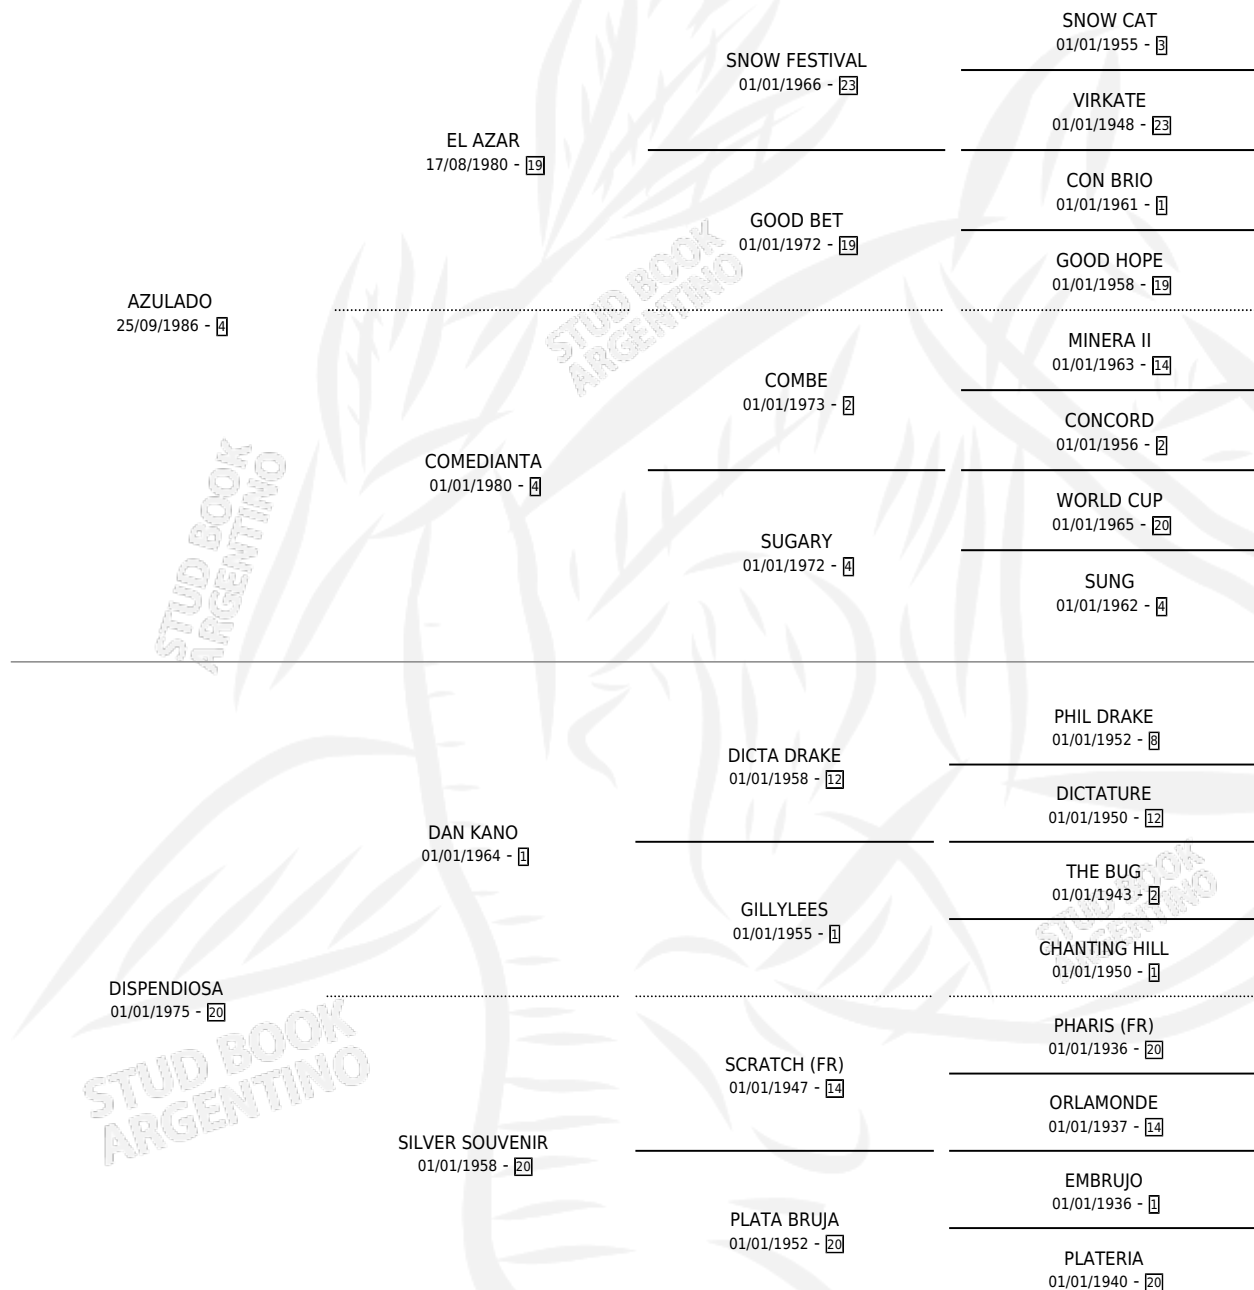 SNOW CAT
01/01/1955 - 3
SNOW FESTIVAL
01/01/1966 - 23
VIRKATE
01/01/1948 - 23
EL AZAR
17/08/1980 - 19
CON BRIO
01/01/1961 - 1
GOOD BET
01/01/1972 - 19
GOOD HOPE
01/01/1958 - 19
AZULADO
25/09/1986 - 4
MINERA II
01/01/1963 - 14
COMBE
01/01/1973 - 2
CONCORD
01/01/1956 - 2
COMEDIANTA
01/01/1980 - 4
WORLD CUP
01/01/1965 - 20
SUGARY
01/01/1972 - 4
SUNG
01/01/1962 - 4
PHIL DRAKE
01/01/1952 - 8
DICTA DRAKE
01/01/1958 - 12
DICTATURE
01/01/1950 - 12
DAN KANO
01/01/1964 - 1
THE BUG
01/01/1943 - 2
GILLYLEES
01/01/1955 - 1
CHANTING HILL
01/01/1950 - 1
DISPENDIOSA
01/01/1975 - 20
PHARIS (FR)
01/01/1936 - 20
SCRATCH (FR)
01/01/1947 - 14
ORLAMONDE
01/01/1937 - 14
SILVER SOUVENIR
01/01/1958 - 20
EMBRUJO
01/01/1936 - 1
PLATA BRUJA
01/01/1952 - 20
PLATERIA
01/01/1940 - 20
STUD BOOK
ARGENTINO
STUD BOOK
ARGENTINO
STUD BOOK
ARGENTINO
STUD BOOK
ARGENTINO